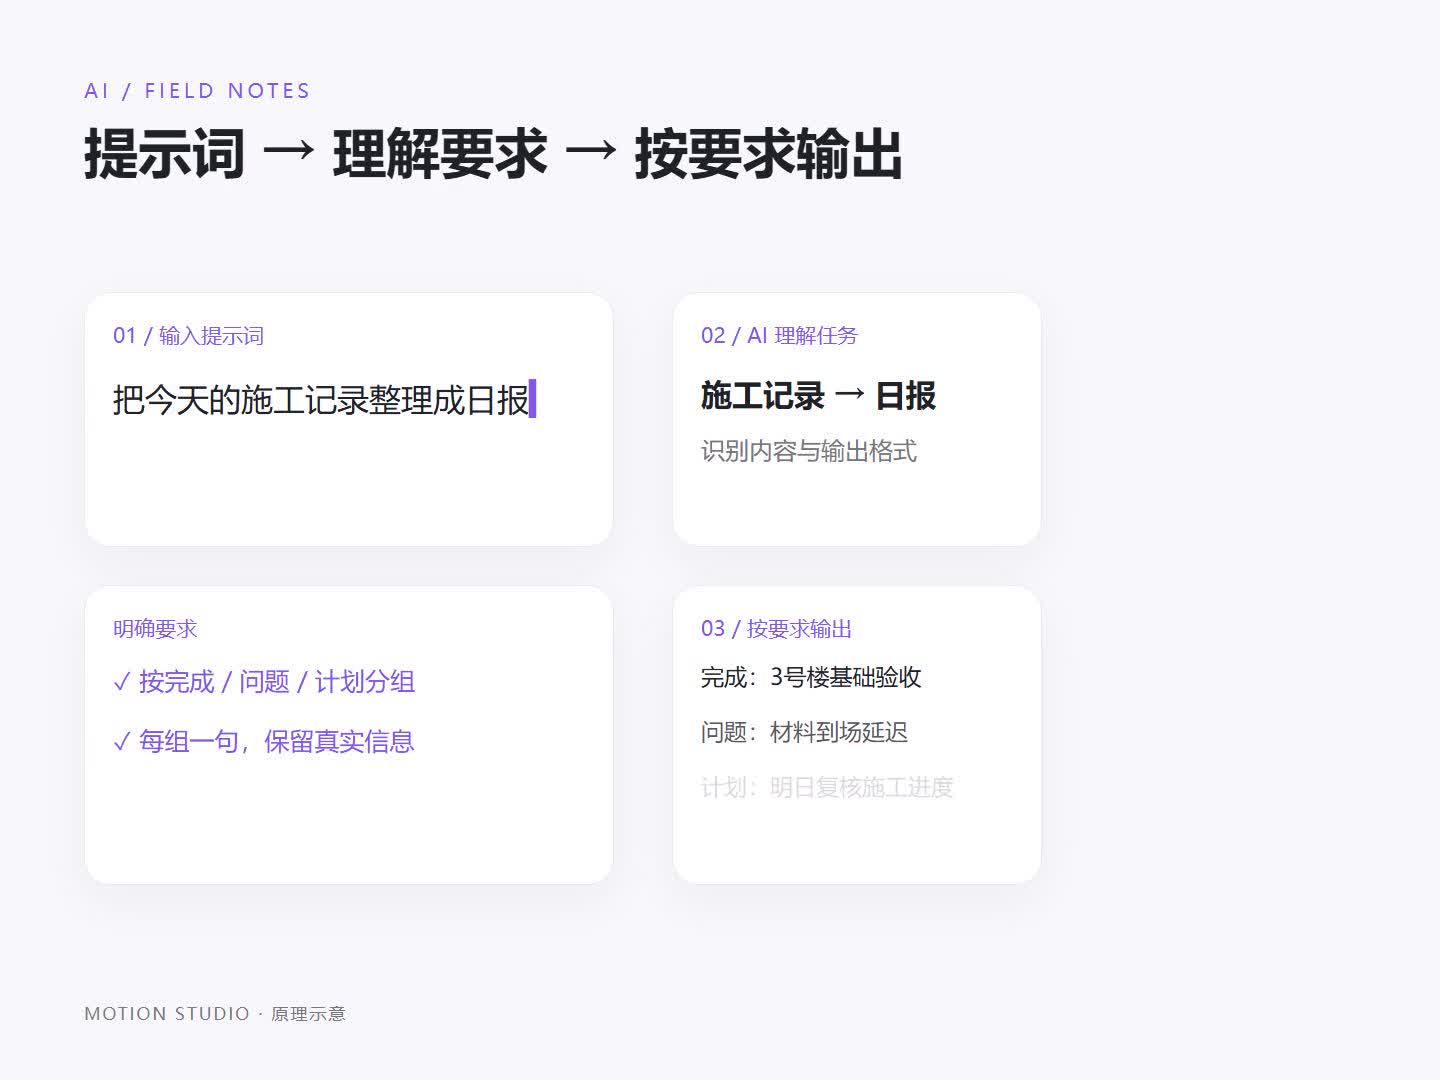 AI / FIELD NOTES
提示词 → 理解要求 → 按要求输出
01 / 输入提示词
把今天的施工记录整理成日报
02 / AI 理解任务
施工记录 → 日报
识别内容与输出格式
明确要求
✓ 按完成 / 问题 / 计划分组
✓ 每组一句，保留真实信息
03 / 按要求输出
完成：3号楼基础验收
问题：材料到场延迟
计划：明日复核施工进度
MOTION STUDIO · 原理示意